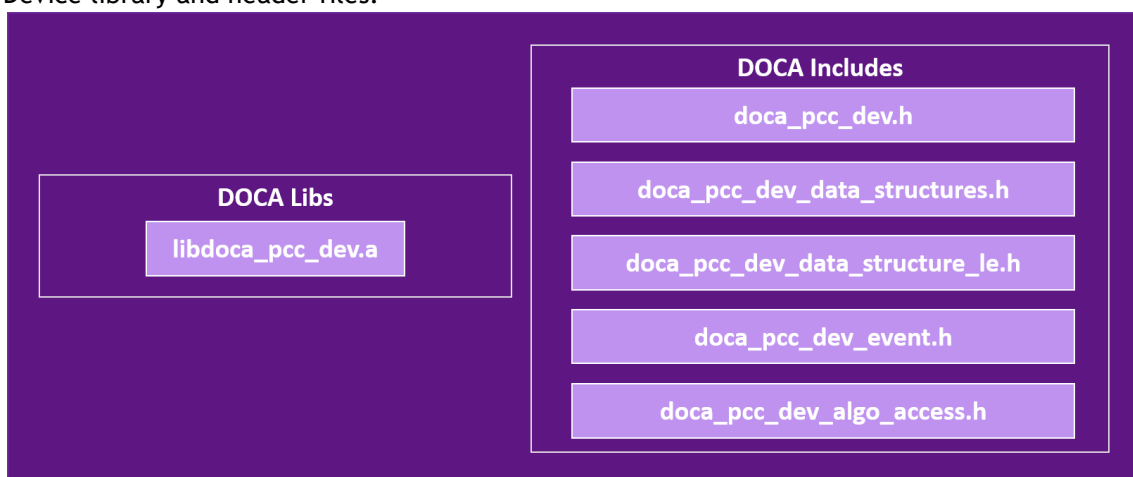 Device library and header files:
DOCA Libs
libdoca_pcc_dev.a
DOCA Includes
doca_pcc_dev.h
doca_pcc_dev_data_structures.h
doca_pcc_dev_data_structure_le.h
doca_pcc_dev_event.h
doca_pcc_dev_algo_access.h